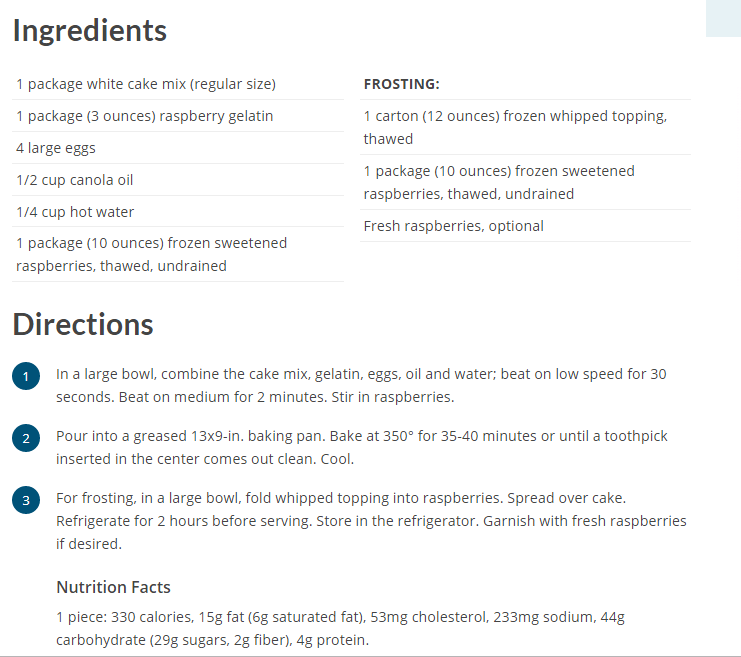 Ingredients
1 package white cake mix (regular size)
1 package (3 ounces) raspberry gelatin
4 large eggs
1/2 cup canola oil
1/4 cup hot water
1 package (10 ounces) frozen sweetened
raspberries, thawed, undrained
FROSTING:
1 carton (12 ounces) frozen whipped topping,
thawed
1 package (10 ounces) frozen sweetened
raspberries, thawed, undrained
Fresh raspberries, optional
Directions
1 In a large bowl, combine the cake mix, gelatin, eggs, oil and water; beat on low speed for 30
seconds. Beat on medium for 2 minutes. Stir in raspberries.
2 Pour into a greased 13x9-in. baking pan. Bake at 350° for 35-40 minutes or until a toothpick
inserted in the center comes out clean. Cool.
3 For frosting, in a large bowl, fold whipped topping into raspberries. Spread over cake.
Refrigerate for 2 hours before serving. Store in the refrigerator. Garnish with fresh raspberries
if desired.
Nutrition Facts
1 piece: 330 calories, 15g fat (6g saturated fat), 53mg cholesterol, 233mg sodium, 44g
carbohydrate (29g sugars, 2g fiber), 4g protein.